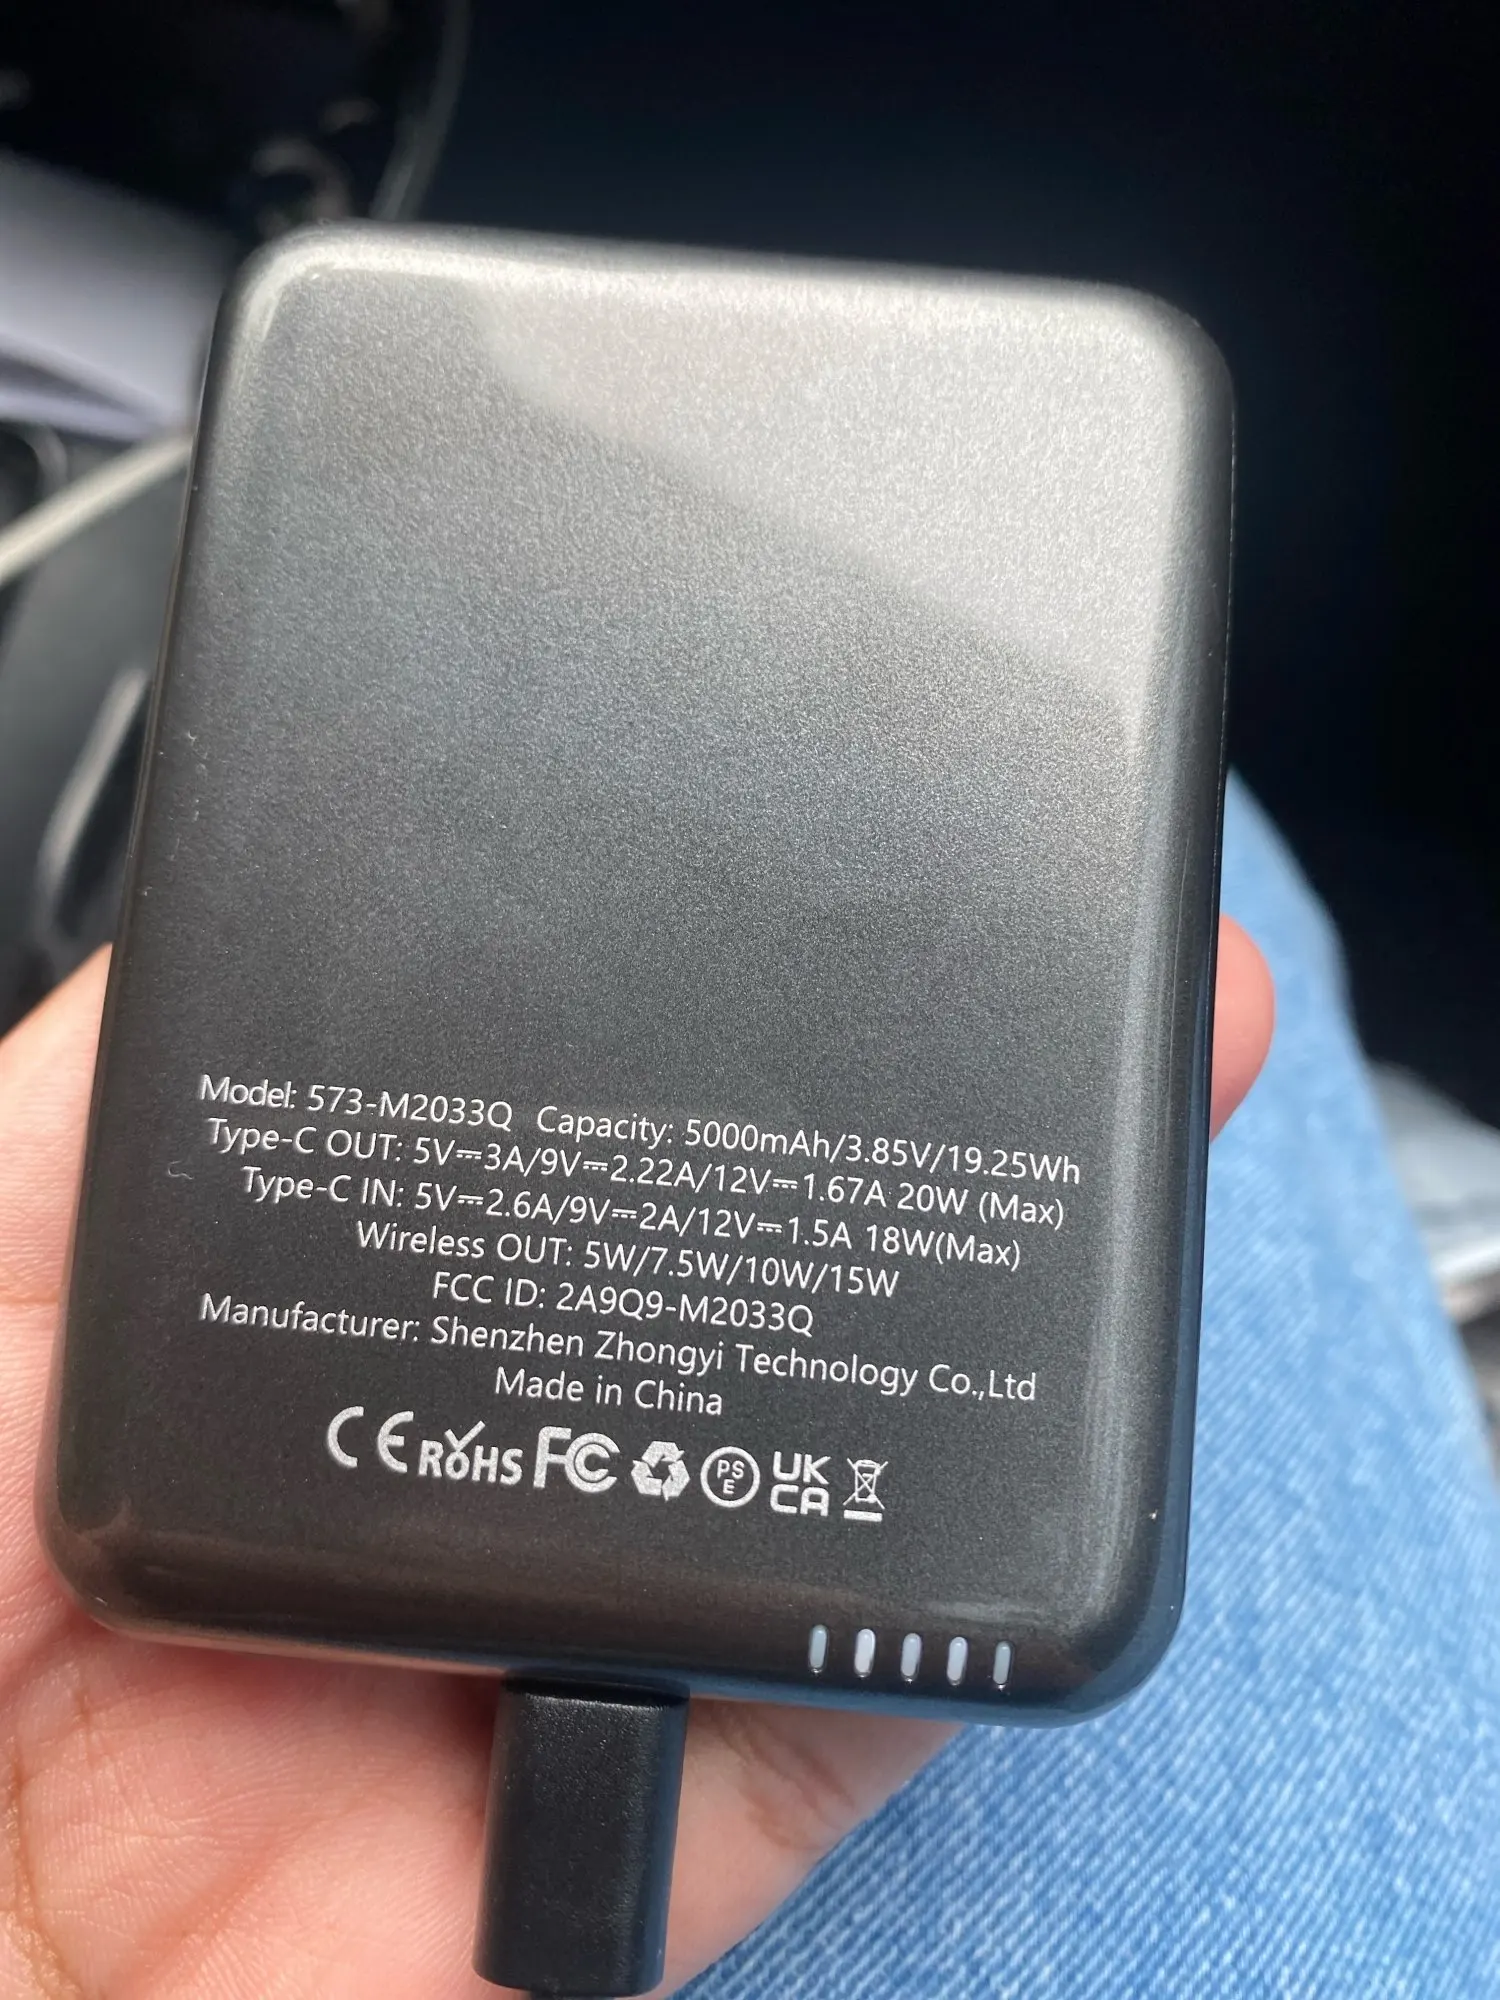 Model: 573-M2033Q Capacity: 5000mAh/3.85V/19.25Wh
Type-C OUT: 5V⎓3A/9V⎓2.22A/12V⎓1.67A 20W (Max)
Type-C IN: 5V⎓2.6A/9V⎓2A/12V⎓1.5A 18W(Max)
Wireless OUT: 5W/7.5W/10W/15W
FCC ID: 2A9Q9-M2033Q
Manufacturer: Shenzhen Zhongyi Technology Co.,Ltd
Made in China
CE RoHS FC PS E UK CA